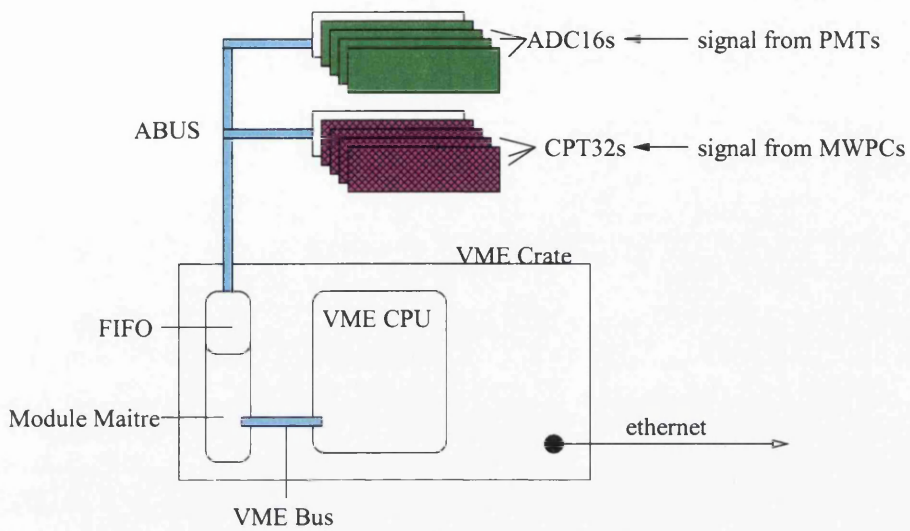 ADC16s
signal from PMTs
ABUS
CPT32s
signal from MWPCs
VME Crate
FIFO
VME CPU
Module Maitre
ethernet
VME Bus